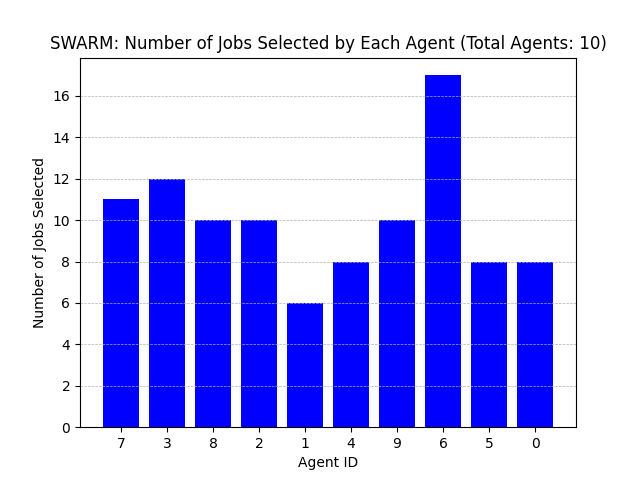 SWARM: Number of Jobs Selected by Each Agent (Total Agents: 10)
Number of Jobs Selected
16
14
12
10
8
6
4
2
0
7 3 8 2 1 4 9 6 5 0
Agent ID